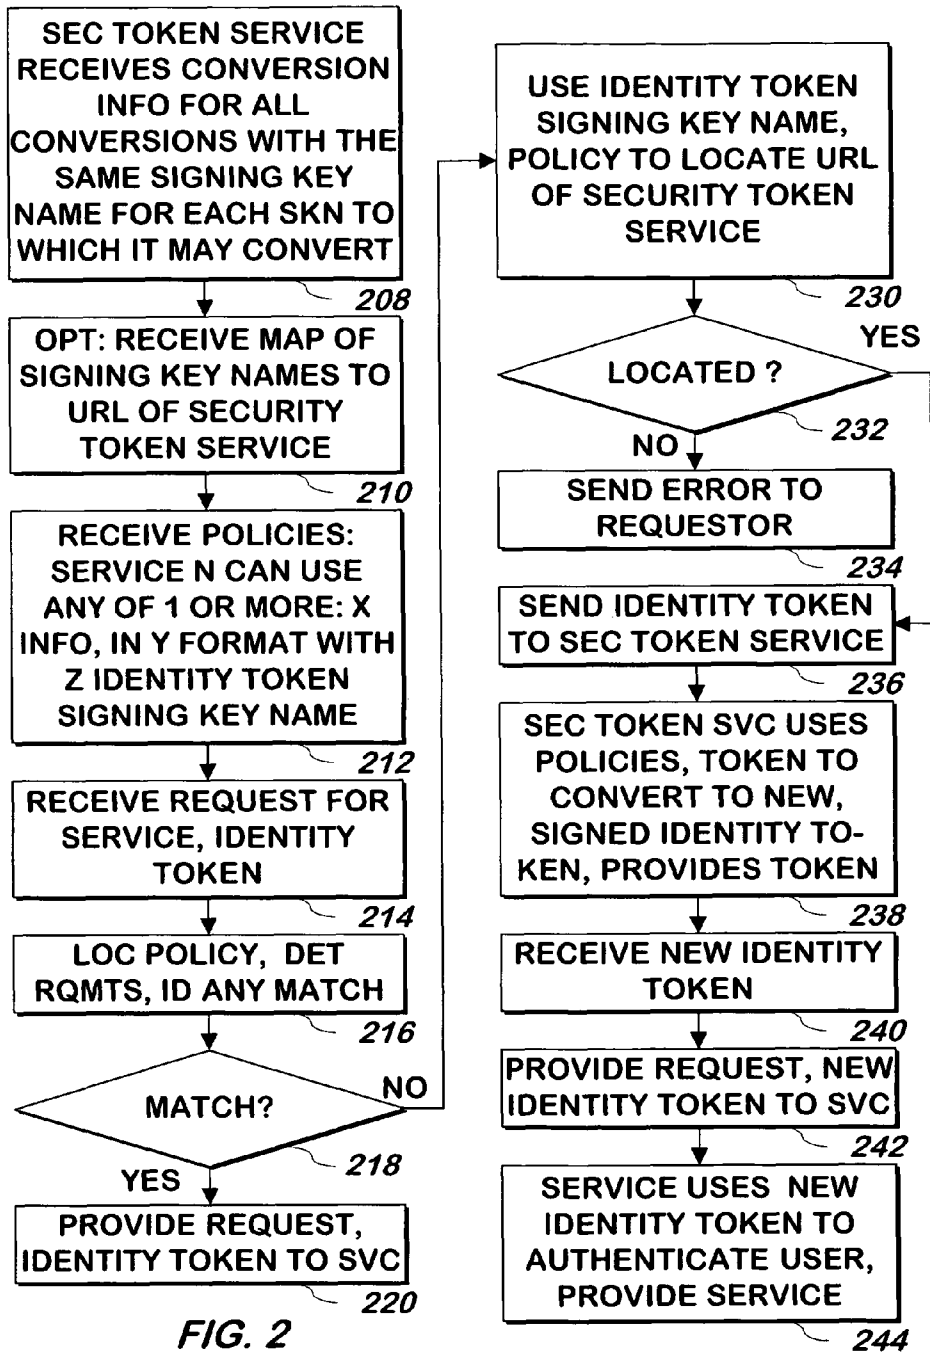 SEC TOKEN SERVICE
RECEIVES CONVERSION
INFO FOR ALL
CONVERSIONS WITH THE
SAME SIGNING KEY
NAME FOR EACH SKN TO
WHICH IT MAY CONVERT
208
OPT: RECEIVE MAP OF
SIGNING KEY NAMES TO
URL OF SECURITY
TOKEN SERVICE
210
RECEIVE POLICIES:
SERVICE N CAN USE
ANY OF 1 OR MORE: X
INFO, IN Y FORMAT WITH
Z IDENTITY TOKEN
SIGNING KEY NAME
212
RECEIVE REQUEST FOR
SERVICE, IDENTITY
TOKEN
214
LOC POLICY, DET
RQMTS, ID ANY MATCH
216
MATCH?
NO
218
YES
PROVIDE REQUEST,
IDENTITY TOKEN TO SVC
220
FIG. 2
USE IDENTITY TOKEN
SIGNING KEY NAME,
POLICY TO LOCATE URL
OF SECURITY TOKEN
SERVICE
230
YES
LOCATED ?
232
NO
SEND ERROR TO
REQUESTOR
234
SEND IDENTITY TOKEN
TO SEC TOKEN SERVICE
236
SEC TOKEN SVC USES
POLICIES, TOKEN TO
CONVERT TO NEW,
SIGNED IDENTITY TO-
KEN, PROVIDES TOKEN
238
RECEIVE NEW IDENTITY
TOKEN
240
PROVIDE REQUEST, NEW
IDENTITY TOKEN TO SVC
242
SERVICE USES NEW
IDENTITY TOKEN TO
AUTHENTICATE USER,
PROVIDE SERVICE
244